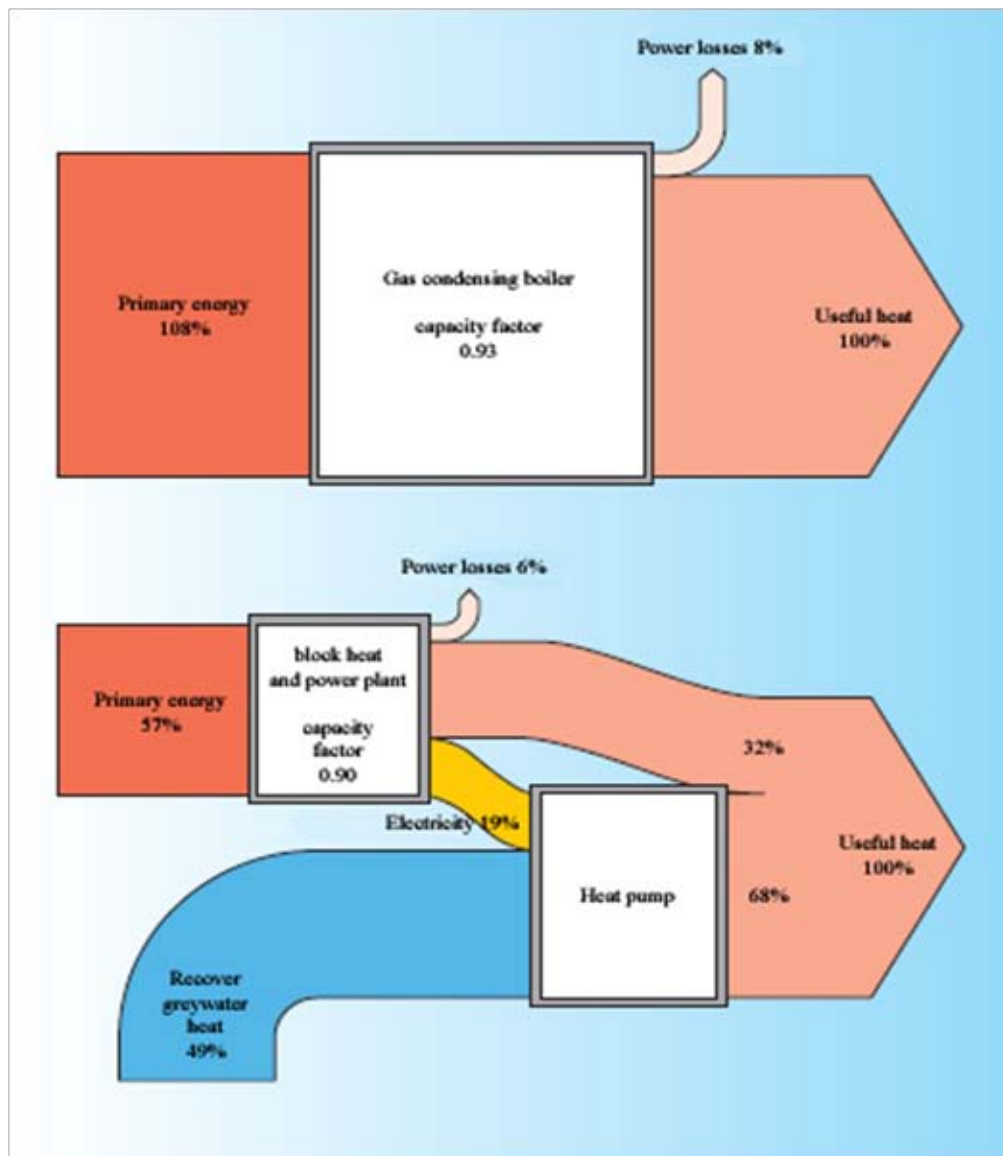 Power losses 8%
Primary energy
108%
Gas condensing boiler
capacity factor
0.93
Useful heat
100%
Power losses 6%
block heat
and power plant
capacity
factor
0.90
Primary energy
57%
32%
Electricity 19%
Useful heat
100%
Heat pump
68%
Recover
greywater
heat
49%